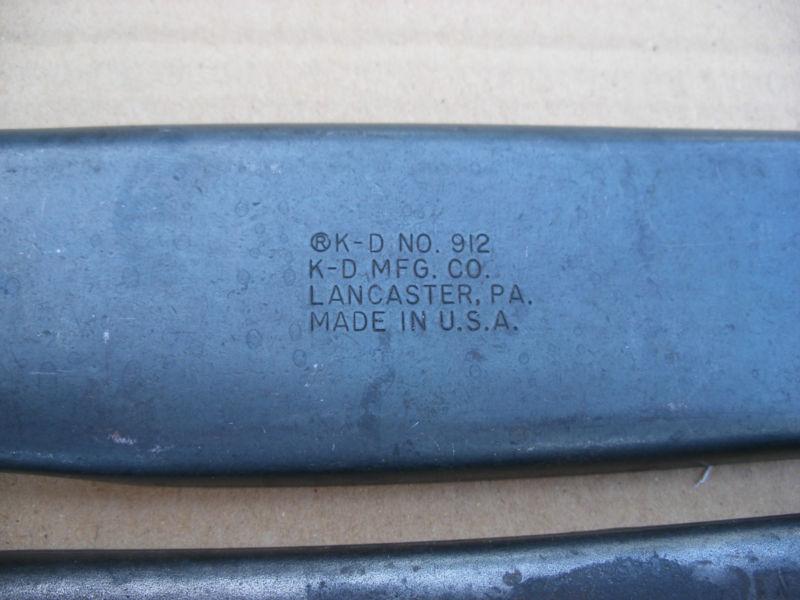 ®K-D NO. 912
K-D MFG. CO.
LANCASTER, PA.
MADE IN U.S.A.